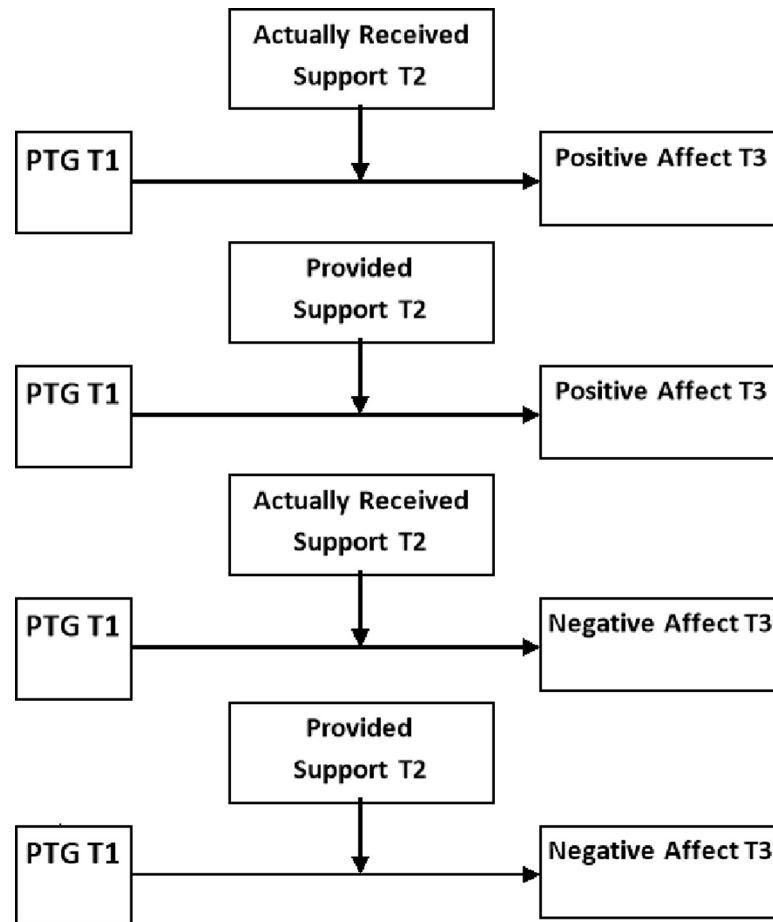 Actually Received
Support T2
PTG T1
Positive Affect T3
Provided
Support T2
PTG T1
Positive Affect T3
Actually Received
Support T2
PTG T1
Negative Affect T3
Provided
Support T2
PTG T1
Negative Affect T3